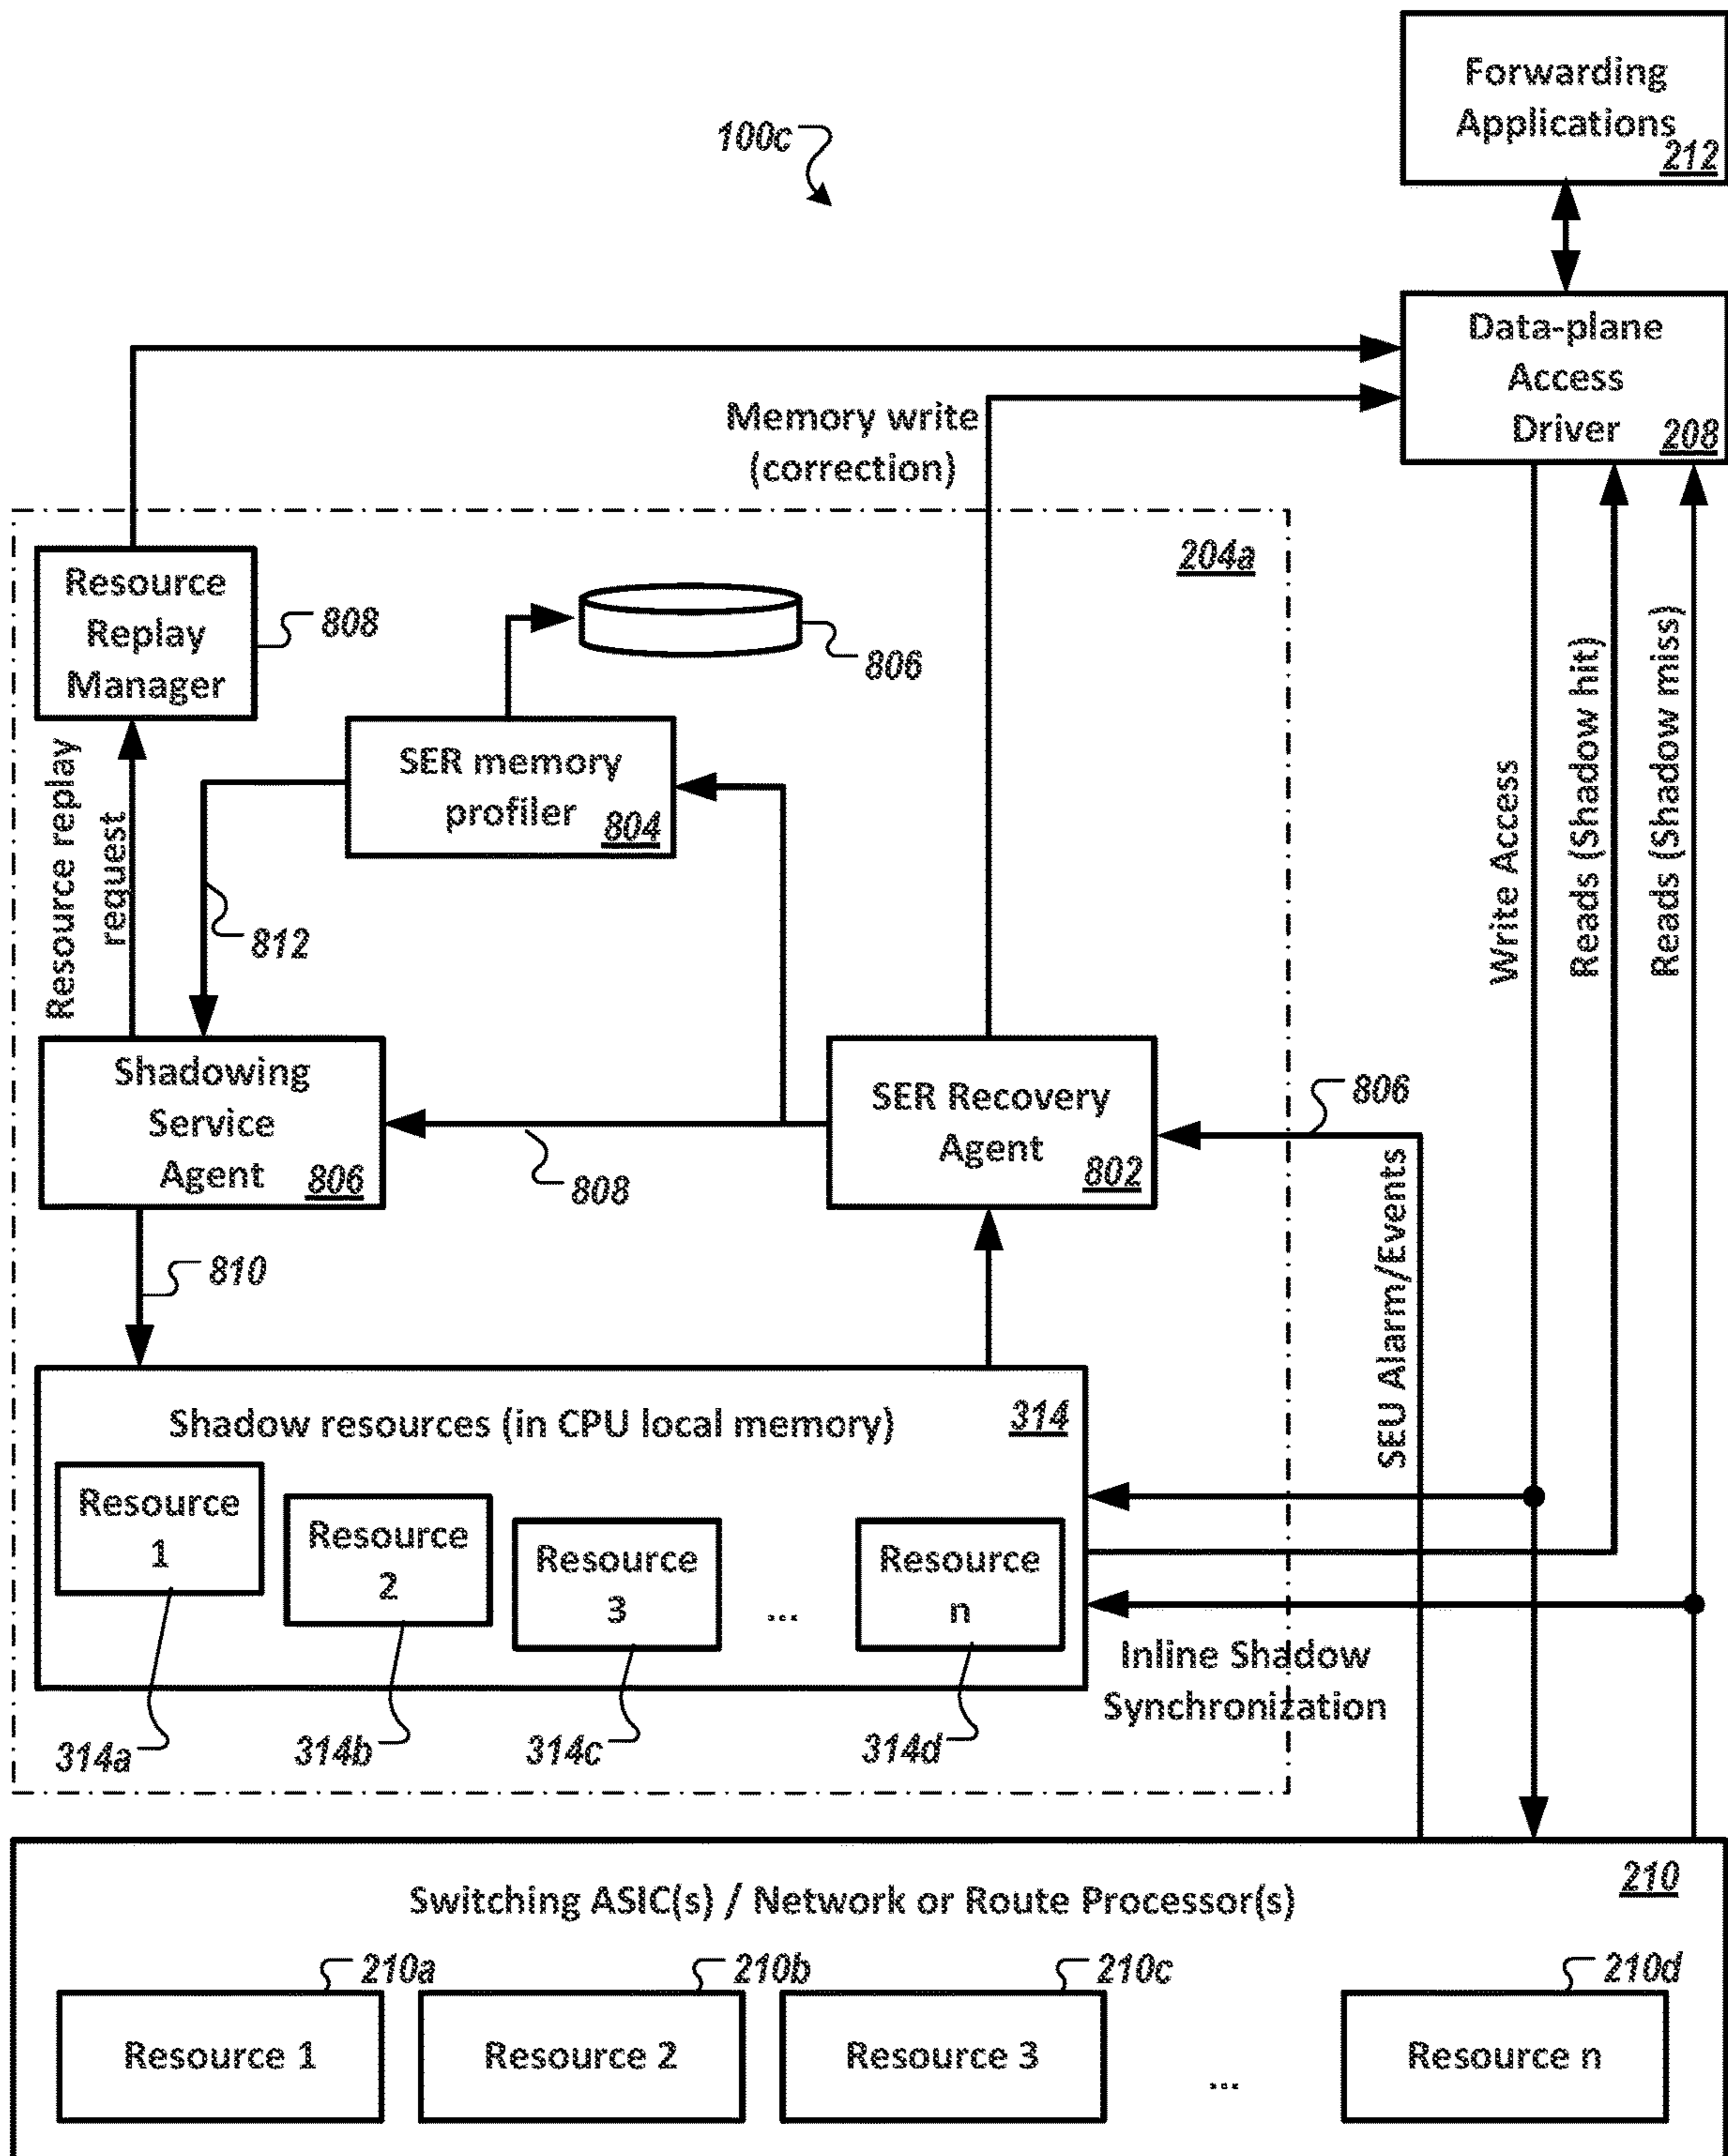 Forwarding
Applications
212
100c
Data-plane
Access
Driver
208
Memory write
(correction)
204a
Resource
Replay
Manager
808
806
SER memory
profiler
804
Resource replay
request
812
Write Access
Reads (Shadow hit)
Reads (Shadow miss)
Shadowing
Service
Agent
806
808
SER Recovery
Agent
802
806
SEU Alarm/Events
810
Shadow resources (in CPU local memory)
314
Resource
1
Resource
2
Resource
3
...
Resource
n
Inline Shadow
Synchronization
314a
314b
314c
314d
210
Switching ASIC(s) / Network or Route Processor(s)
210a
210b
210c
210d
Resource 1
Resource 2
Resource 3
...
Resource n